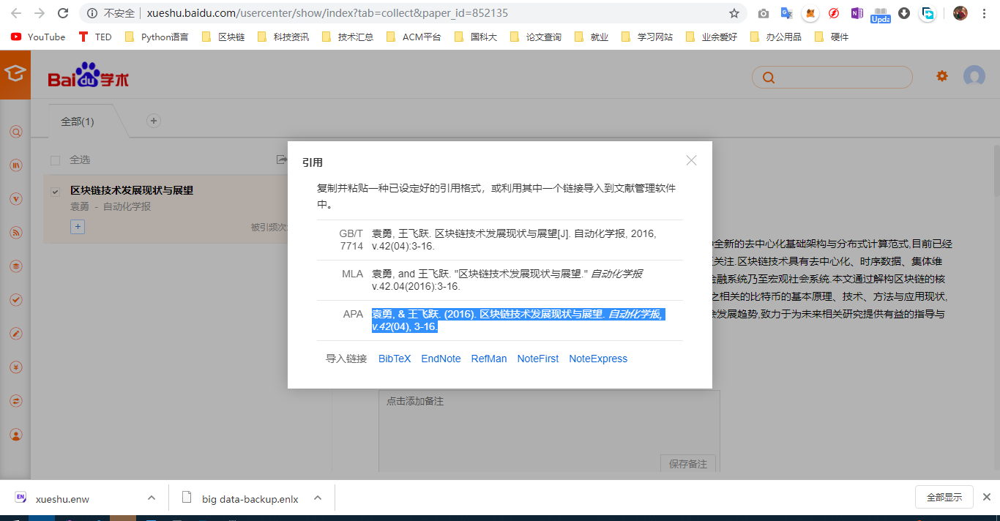 不安全 xueshu.baidu.com/usercenter/show/index?tab=collect&paper_id=852135
Upda
YouTube TED Python语言 区块链 科技资讯 技术汇总 ACM平台 国科大 论文查询 就业 学习网站 业余爱好 办公用品 硬件
Bai du 学术
全部(1)
全选
区块链技术发展现状与展望
袁勇 - 自动化学报
被引频次:
引用
复制并粘贴一种已设定好的引用格式，或利用其中一个链接导入到文献管理软件
中。
GB/T 7714
袁勇, 王飞跃. 区块链技术发展现状与展望[J]. 自动化学报, 2016,
v.42(04):3-16.
MLA
袁勇, and 王飞跃. "区块链技术发展现状与展望." 自动化学报
v.42.04(2016):3-16.
APA
袁勇, & 王飞跃. (2016). 区块链技术发展现状与展望. 自动化学报,
v.42(04), 3-16.
导入链接 BibTeX EndNote RefMan NoteFirst NoteExpress
全新的去中心化基础架构与分布式计算范式,目前已经
关注.区块链技术具有去中心化、时序数据、集体维
金融系统乃至宏观社会系统.本文通过解构区块链的核
之相关的比特币的基本原理、技术、方法与应用现状,
发展趋势,致力于为未来相关研究提供有益的指导与
点击添加备注
保存备注
EN xueshu.enw
big data-backup.enlx
全部显示